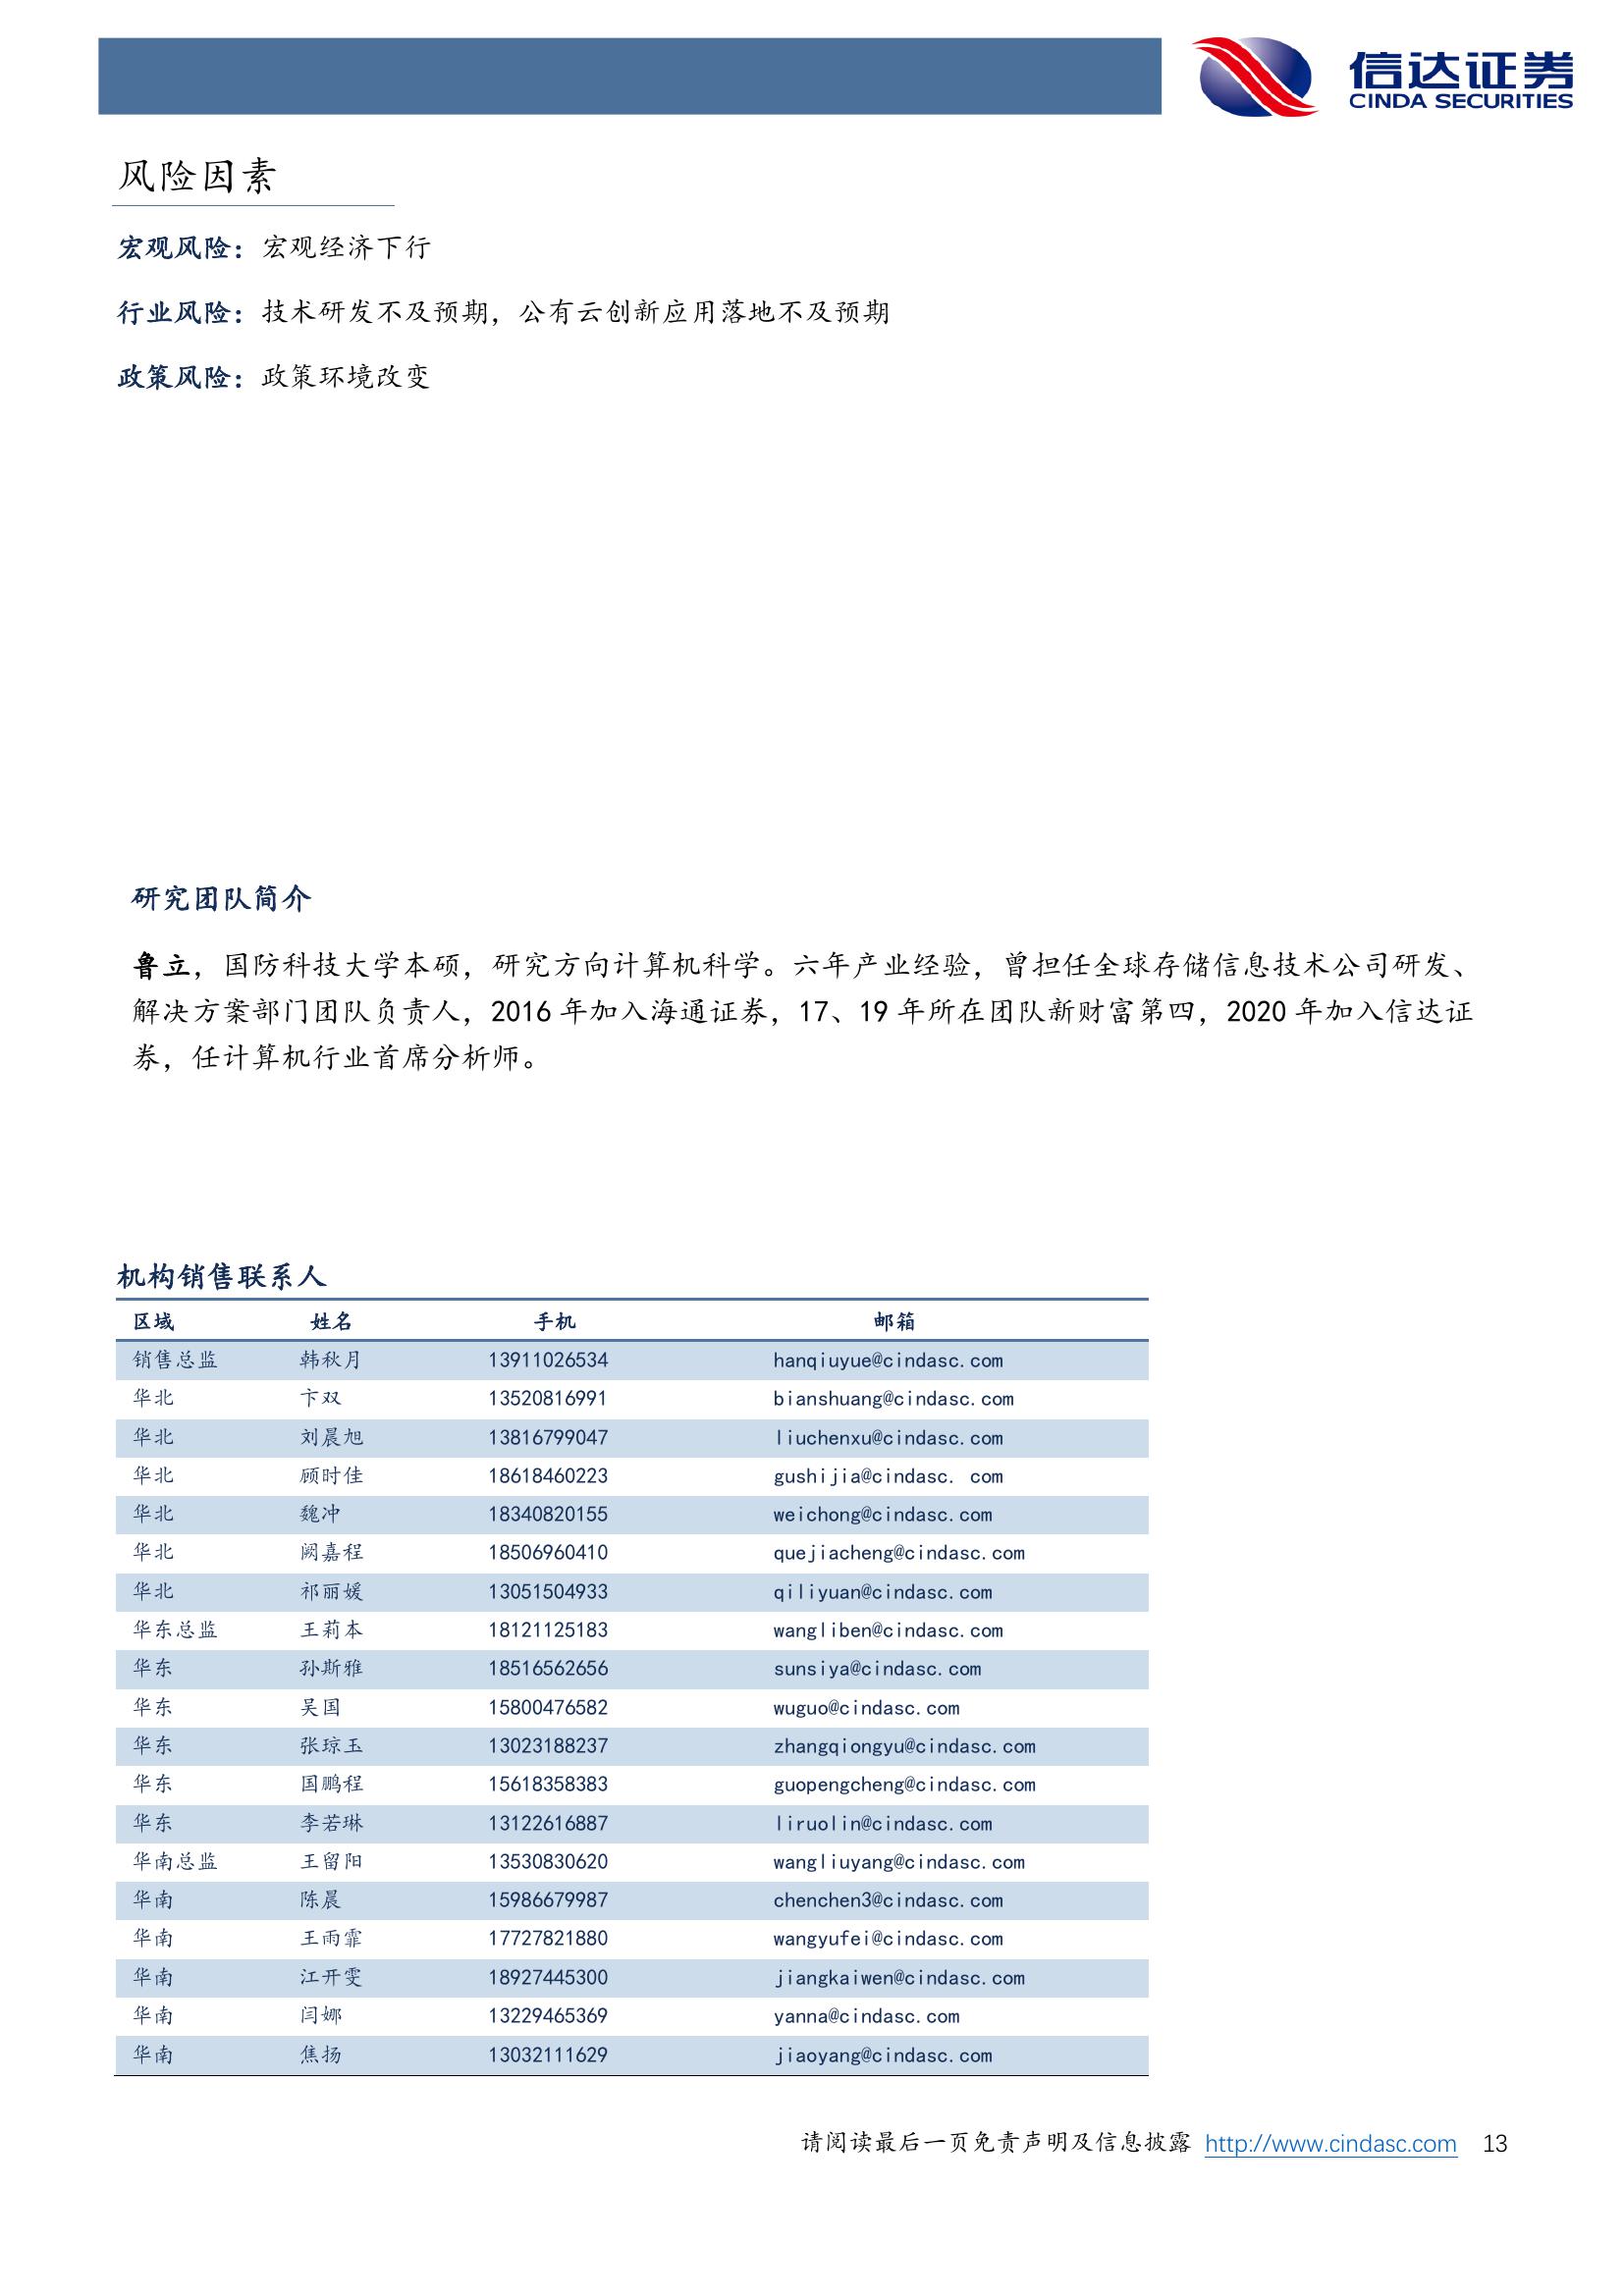 信达证券
CINDA SECURITIES
风险因素
宏观风险：宏观经济下行
行业风险：技术研发不及预期，公有云创新应用落地不及预期
政策风险：政策环境改变
研究团队简介
鲁立，国防科技大学本硕，研究方向计算机科学。六年产业经验，曾担任全球存储信息技术公司研发、
解决方案部门团队负责人，2016 年加入海通证券，17、19 年所在团队新财富第四，2020 年加入信达证
券，任计算机行业首席分析师。
机构销售联系人
区域 姓名 手机 邮箱
销售总监 韩秋月 13911026534 hanqiuyue@cindasc.com
华北 卞双 13520816991 bianshuang@cindasc.com
华北 刘晨旭 13816799047 liuchenxu@cindasc.com
华北 顾时佳 18618460223 gushijia@cindasc. com
华北 魏冲 18340820155 weichong@cindasc.com
华北 阙嘉程 18506960410 quejiacheng@cindasc.com
华北 祁丽媛 13051504933 qiliyuan@cindasc.com
华东总监 王莉本 18121125183 wangliben@cindasc.com
华东 孙斯雅 18516562656 sunsiya@cindasc.com
华东 吴国 15800476582 wuguo@cindasc.com
华东 张琼玉 13023188237 zhangqiongyu@cindasc.com
华东 国鹏程 15618358383 guopengcheng@cindasc.com
华东 李若琳 13122616887 liruolin@cindasc.com
华南总监 王留阳 13530830620 wangliuyang@cindasc.com
华南 陈晨 15986679987 chenchen3@cindasc.com
华南 王雨霏 17727821880 wangyufei@cindasc.com
华南 江开雯 18927445300 jiangkaiwen@cindasc.com
华南 闫娜 13229465369 yanna@cindasc.com
华南 焦扬 13032111629 jiaoyang@cindasc.com
请阅读最后一页免责声明及信息披露 http://www.cindasc.com 13